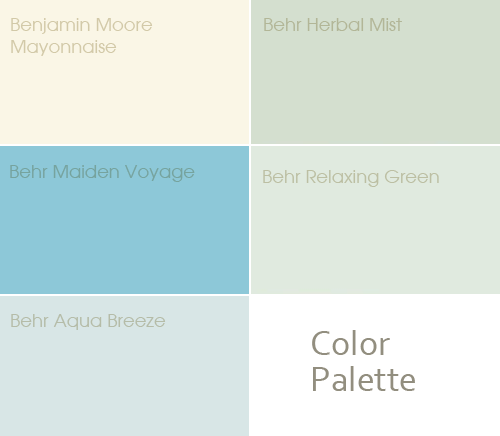 Benjamin Moore
Mayonnaise
Behr Herbal Mist
Behr Maiden Voyage
Behr Relaxing Green
Behr Aqua Breeze
Color
Palette